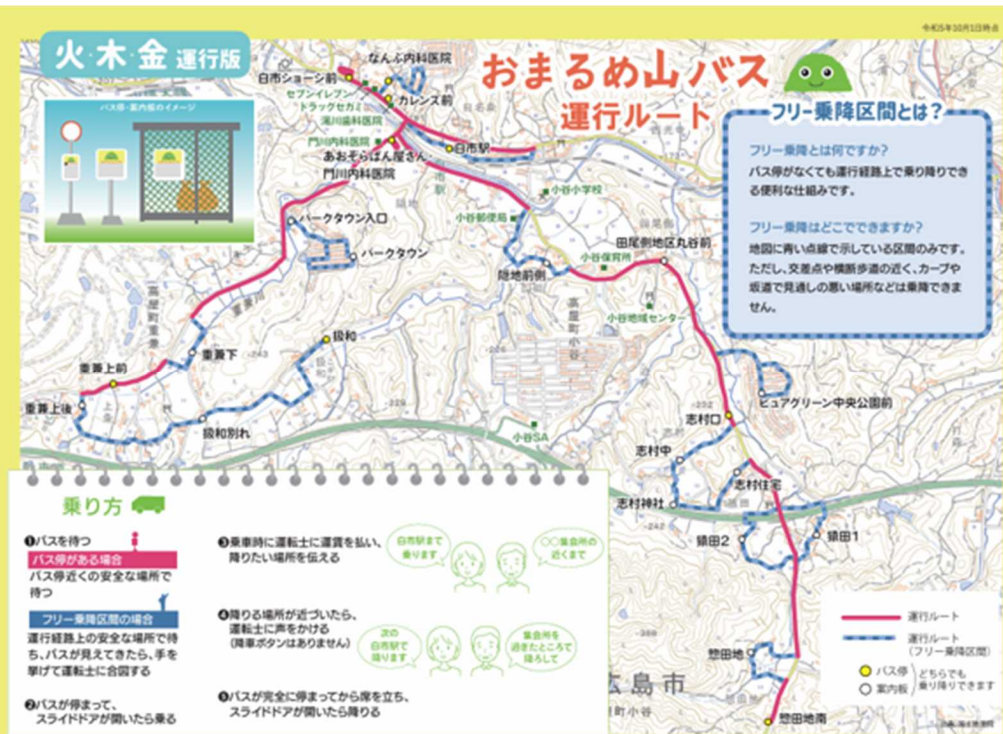 令和5年10月1日時点
火・木・金 運行版
バス停・案内板のイメージ
おまるめ山バス
運行ルート
フリー乗降区間とは?
フリー乗降とは何ですか?
バス停がなくても運行経路上で乗り降りでき
る便利な仕組みです。
フリー乗降はどこでできますか?
地図に青い点線で示している区間のみです。
ただし、交差点や横断歩道の近く、カーブや
坂道で見通しの悪い場所などは乗降できま
せん。
なんぶ内科医院
白市ショージ前
セブンイレブン
ドラッグセガミ
カレンズ前
湯川歯科医院
門川内科医院
あおぞらぱん屋さん・
門川内科医院
白市駅
小谷小学校
小谷郵便局
パークタウン入口
パークタウン
隠地前側
小谷保育所
田尾側地区丸谷前
小谷地域センター
高屋町重兼
重兼川
高屋町小谷
重兼下
重兼上前
重兼上後
扱和
扱和別れ
小谷SA
ピュアグリーン中央公園前
志村口
志村中
志村住宅
志村神社
猿田2
猿田1
惣田地
惣田地南
広島市
町小谷
乗り方
❶バスを待つ
バス停がある場合
バス停近くの安全な場所で
待つ
フリー乗降区間の場合
運行経路上の安全な場所で待
ち、バスが見えてきたら、手を
挙げて運転士に合図する
❷バスが停まって、
スライドドアが開いたら乗る
❸乗車時に運転士に運賃を払い、
降りたい場所を伝える
白市駅まで
乗ります
○○集会所の
近くまで
❹降りる場所が近づいたら、
運転士に声をかける
(降車ボタンはありません)
次の
白市駅で
降ります
集会所を
過ぎたところで
降ろして
❺バスが完全に停まってから席を立ち、
スライドドアが開いたら降りる
運行ルート
運行ルート
(フリー乗降区間)
バス停
案内板
どちらでも
乗り降りできます